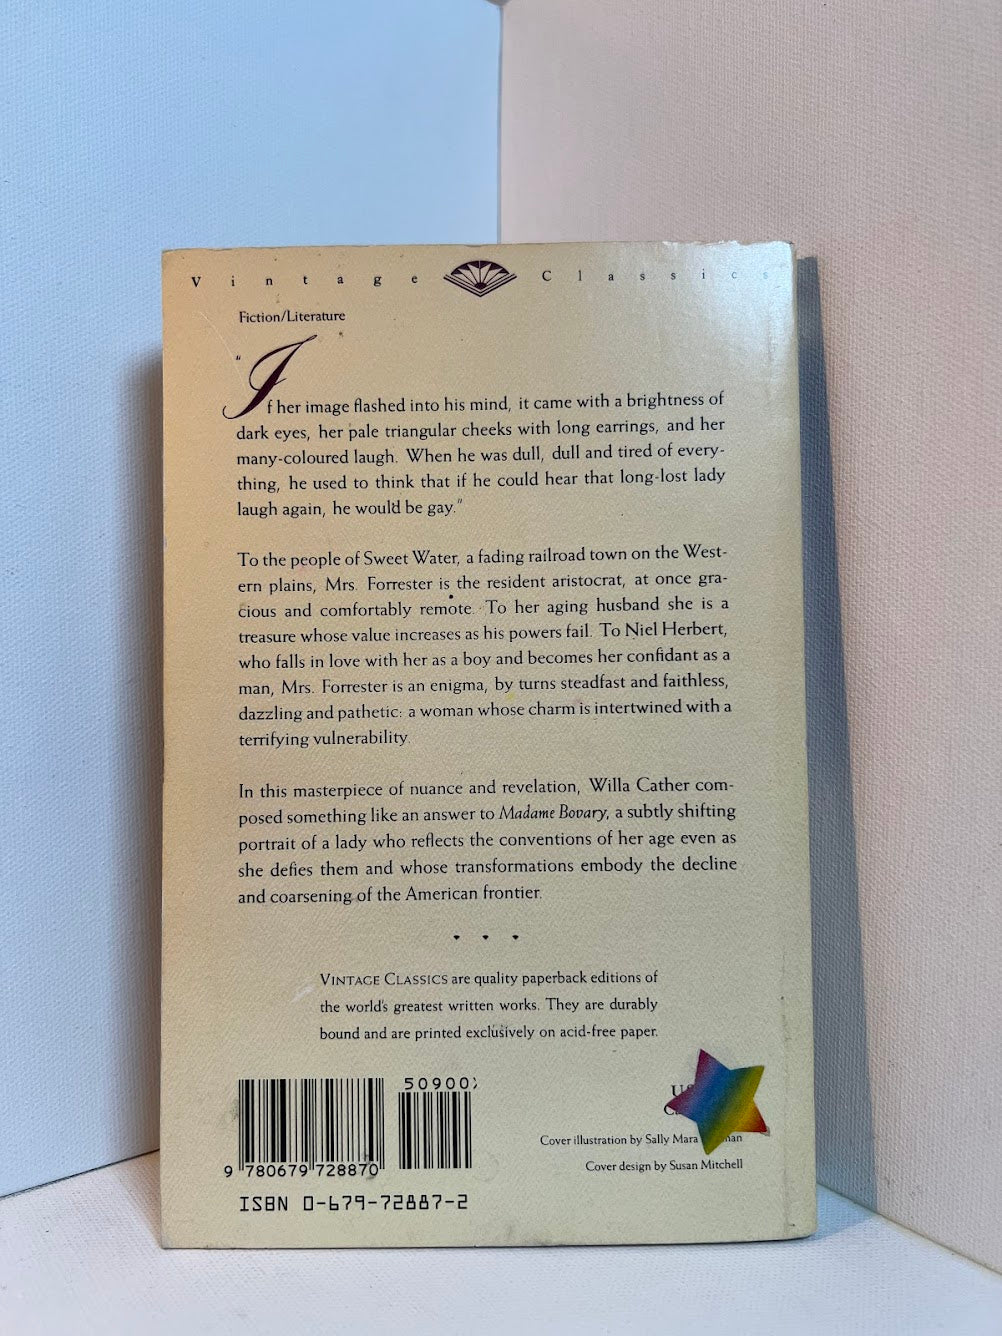 Vintage Classics
Fiction/Literature
"If her image flashed into his mind, it came with a brightness of
dark eyes, her pale triangular cheeks with long earrings, and her
many-coloured laugh. When he was dull, dull and tired of every-
thing, he used to think that if he could hear that long-lost lady
laugh again, he would be gay."
To the people of Sweet Water, a fading railroad town on the West-
ern plains, Mrs. Forrester is the resident aristocrat, at once gra-
cious and comfortably remote. To her aging husband she is a
treasure whose value increases as his powers fail. To Niel Herbert,
who falls in love with her as a boy and becomes her confidant as a
man, Mrs. Forrester is an enigma, by turns steadfast and faithless,
dazzling and pathetic: a woman whose charm is intertwined with a
terrifying vulnerability.
In this masterpiece of nuance and revelation, Willa Cather com-
posed something like an answer to Madame Bovary, a subtly shifting
portrait of a lady who reflects the conventions of her age even as
she defies them and whose transformations embody the decline
and coarsening of the American frontier.
VINTAGE CLASSICS are quality paperback editions of
the world's greatest written works. They are durably
bound and are printed exclusively on acid-free paper.
50900
9 780679 728870
ISBN 0-679-72887-2
Cover illustration by Sally Mara
Cover design by Susan Mitchell